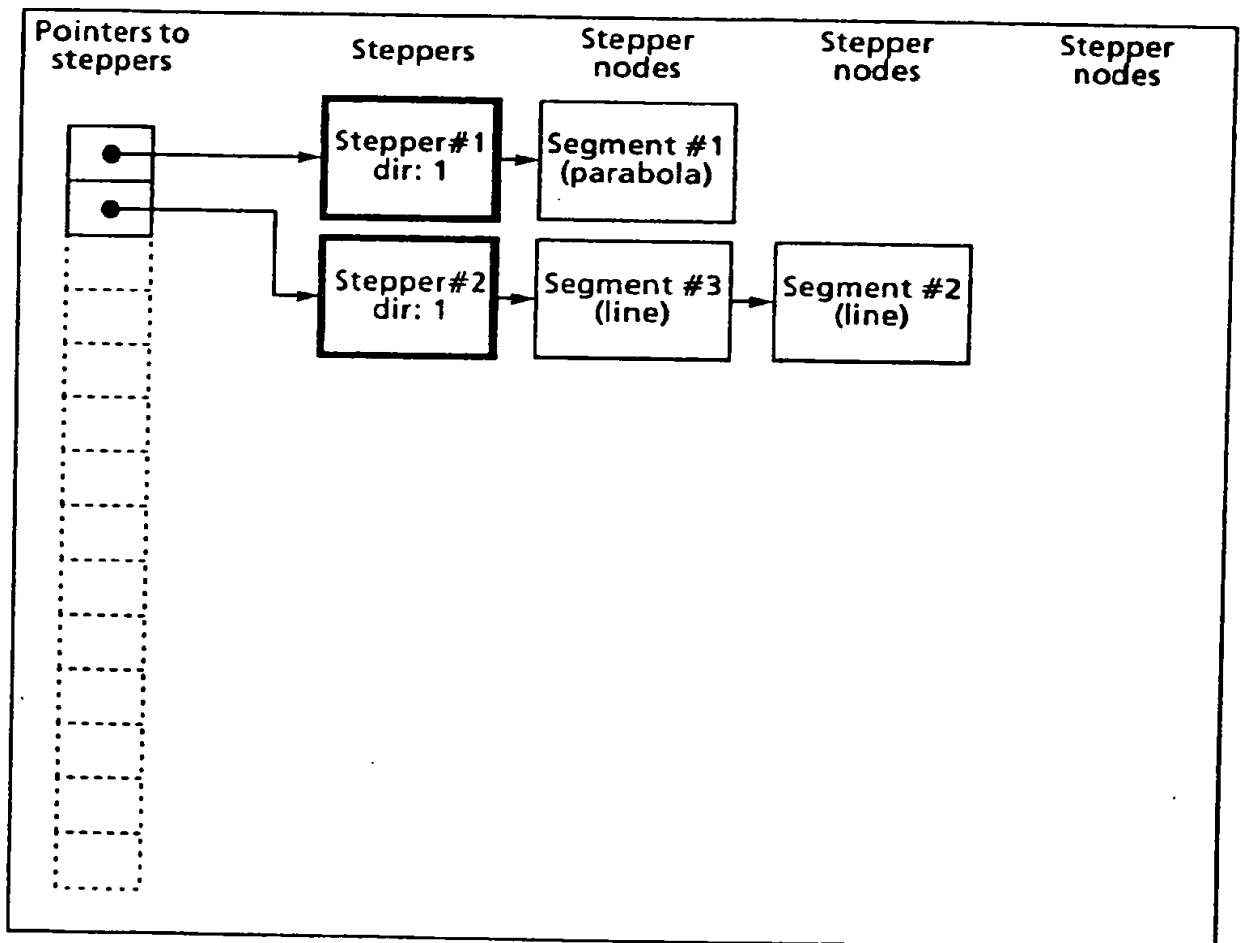 Pointers to
steppers
Steppers
Stepper
nodes
Stepper
nodes
Stepper
nodes
Stepper#1
dir: 1
Segment #1
(parabola)
Stepper#2
dir: 1
Segment #3
(line)
Segment #2
(line)